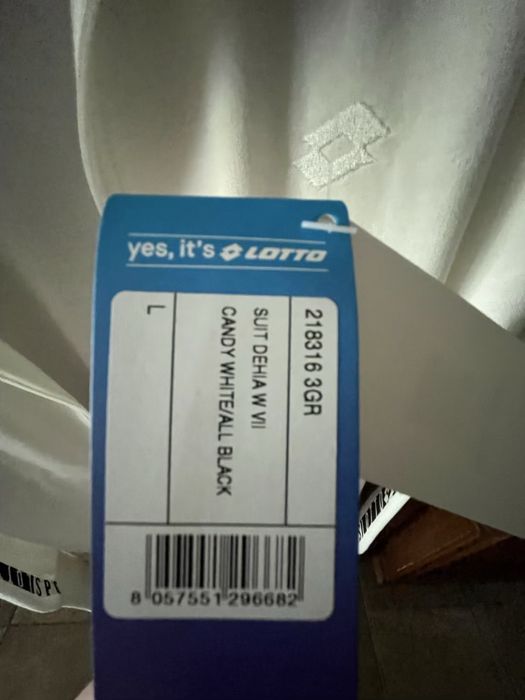 yes, it's LOTTO
218316 3GR
SUIT DEHIA W VII
CANDY WHITE/ALL BLACK
L
8 057551 296682